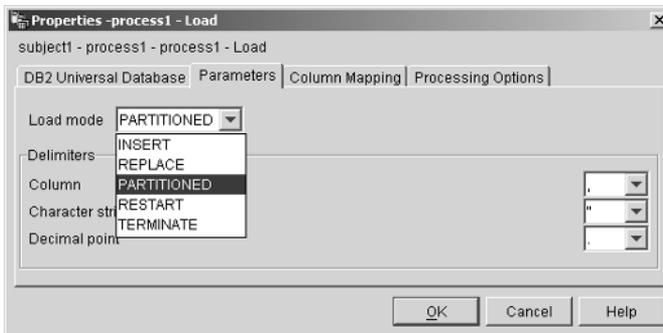 Properties -process1 - Load
subject1 - process1 - process1 - Load
DB2 Universal Database Parameters Column Mapping Processing Options
Load mode PARTITIONED
INSERT
Delimiters
REPLACE
Column PARTITIONED ,
Character stri RESTART "
TERMINATE
Decimal point .
OK Cancel Help